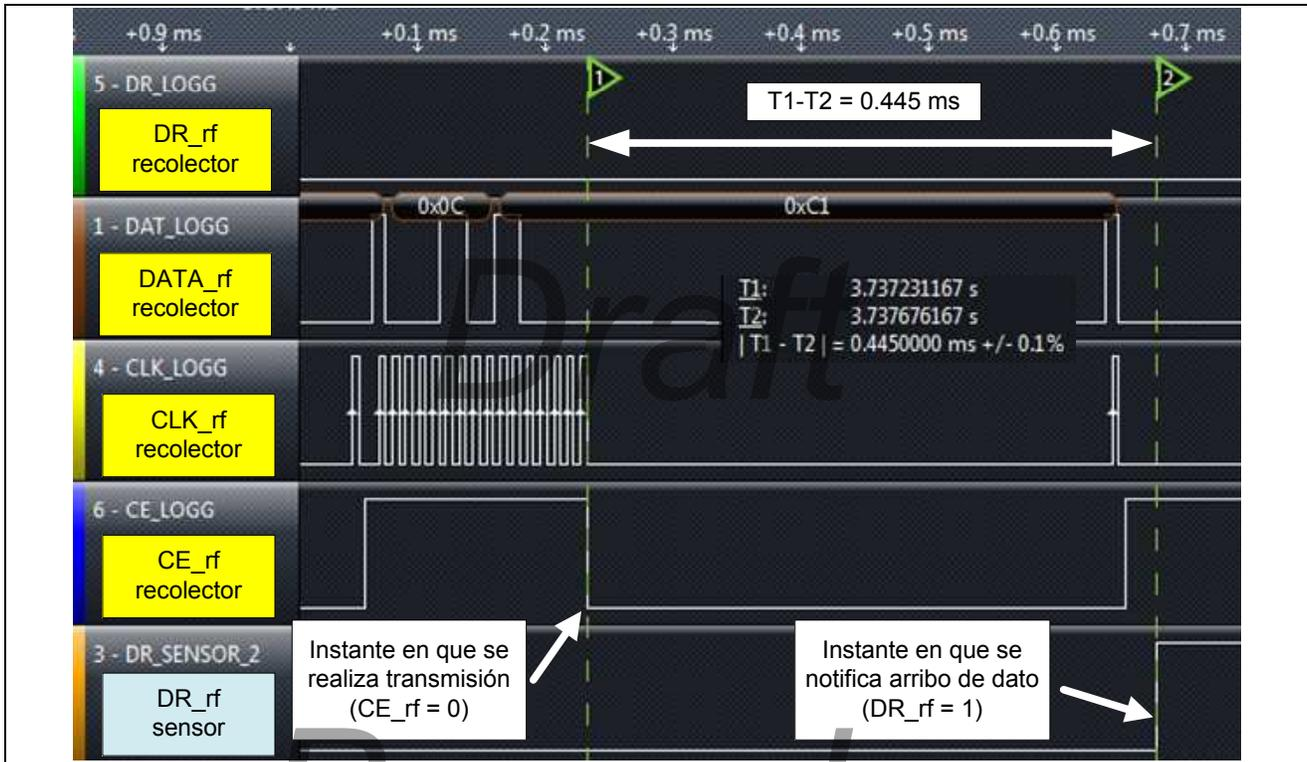 +0.9 ms
+0.1 ms
+0.2 ms
+0.3 ms
+0.4 ms
+0.5 ms
+0.6 ms
+0.7 ms
5 - DR_LOGG
DR_rf
recolector
1
2
T1-T2 = 0.445 ms
1 - DAT_LOGG
DATA_rf
recolector
0x0C
0xC1
T1: 3.737231167 s
T2: 3.737676167 s
| T1 - T2 | = 0.4450000 ms +/- 0.1%
Draft
4 - CLK_LOGG
CLK_rf
recolector
6 - CE_LOGG
CE_rf
recolector
3 - DR_SENSOR_2
DR_rf
sensor
Instante en que se
realiza transmisión
(CE_rf = 0)
Instante en que se
notifica arribo de dato
(DR_rf = 1)